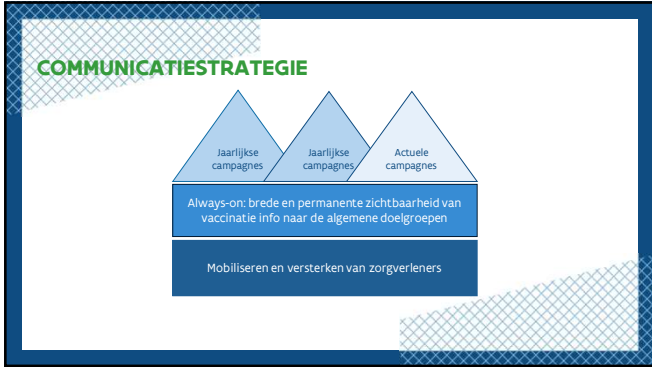 COMMUNICATIESTRATEGIE
Jaarlijkse
campagnes
Jaarlijkse
campagnes
Actuele
campagnes
Always-on: brede en permanente zichtbaarheid van
vaccinatie info naar de algemene doelgroepen
Mobiliseren en versterken van zorgverleners